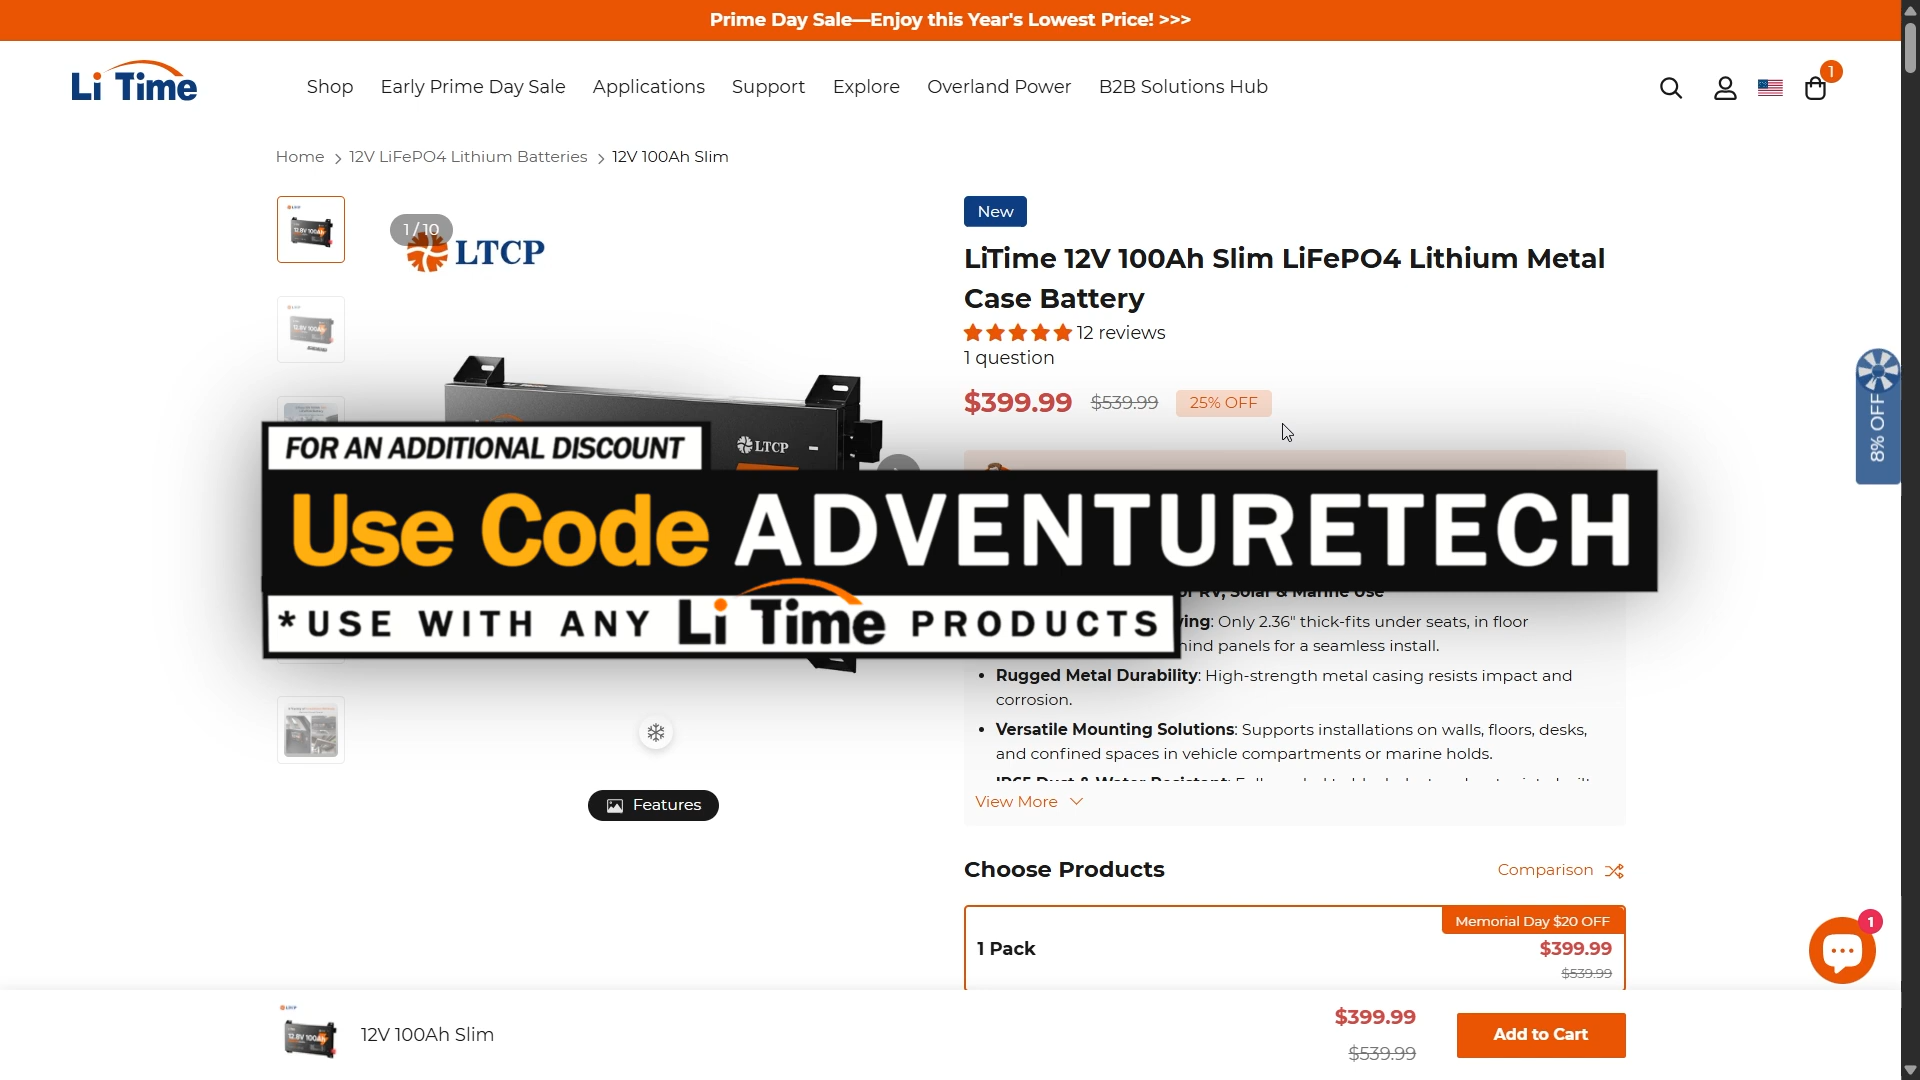 Prime Day Sale—Enjoy this Year's Lowest Price! >>>
Li Time
Shop
Early Prime Day Sale
Applications
Support
Explore
Overland Power
B2B Solutions Hub
1
Home
12V LiFePO4 Lithium Batteries
12V 100Ah Slim
1 / 10
LTCP
New
LiTime 12V 100Ah Slim LiFePO4 Lithium Metal
Case Battery
12 reviews
1 question
$399.99 $539.99 25% OFF
8% OFF
LTCP
FOR AN ADDITIONAL DISCOUNT
Use Code ADVENTURETECH
*USE WITH ANY Li Time PRODUCTS
RV, Solar & Marine Use
: Only 2.36" thick-fits under seats, in floor
panels for a seamless install.
• Rugged Metal Durability: High-strength metal casing resists impact and
corrosion.
• Versatile Mounting Solutions: Supports installations on walls, floors, desks,
and confined spaces in vehicle compartments or marine holds.
View More
Features
Choose Products
Comparison
Memorial Day $20 OFF
1 Pack
$399.99
$539.99
1
12V 100Ah Slim
$399.99
$539.99
Add to Cart